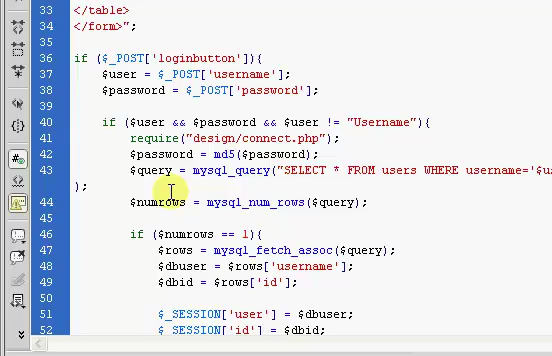 33 </table>
34 </form>";
35
36 if ($_POST['loginbutton']){
37 $user = $_POST['username'];
38 $password = $_POST['password'];
39
40 if ($user && $password && $user != "Username"){
41 require("design/connect.php");
42 $password = md5($password);
43 $query = mysql_query("SELECT * FROM users WHERE username='$us
);
44 $numrows = mysql_num_rows($query);
45
46 if ($numrows == 1){
47 $rows = mysql_fetch_assoc($query);
48 $dbuser = $rows['username'];
49 $dbid = $rows['id'];
50
51 $_SESSION['user'] = $dbuser;
52 $_SESSION['id'] = $dbid;